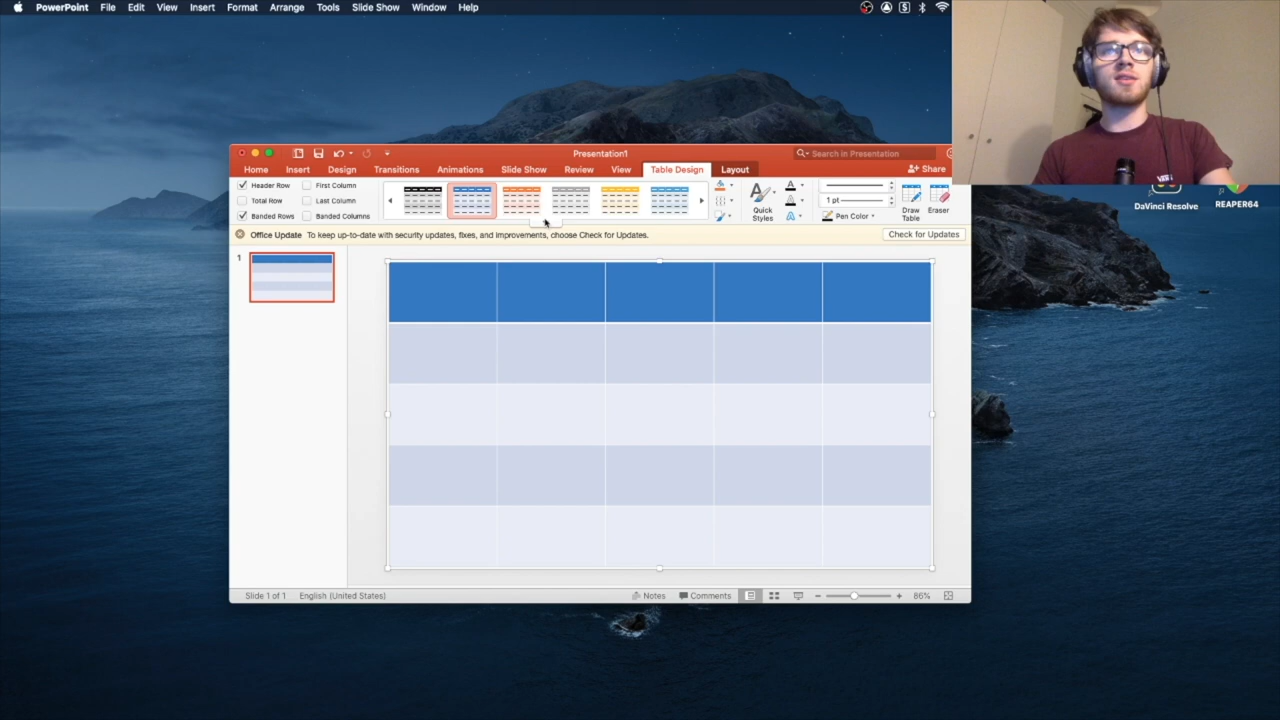 PowerPoint File Edit View Insert Format Arrange Tools Slide Show Window Help
Presentation1
Search in Presentation
Home Insert Design Transitions Animations Slide Show Review View Table Design Layout Share
Header Row First Column
Total Row Last Column
Banded Rows Banded Columns
Quick Styles
1 pt
Pen Color
Draw Table
Eraser
Office Update To keep up-to-date with security updates, fixes, and improvements, choose Check for Updates. Check for Updates
1
Slide 1 of 1 English (United States) Notes Comments 86%
DaVinci Resolve REAPER64